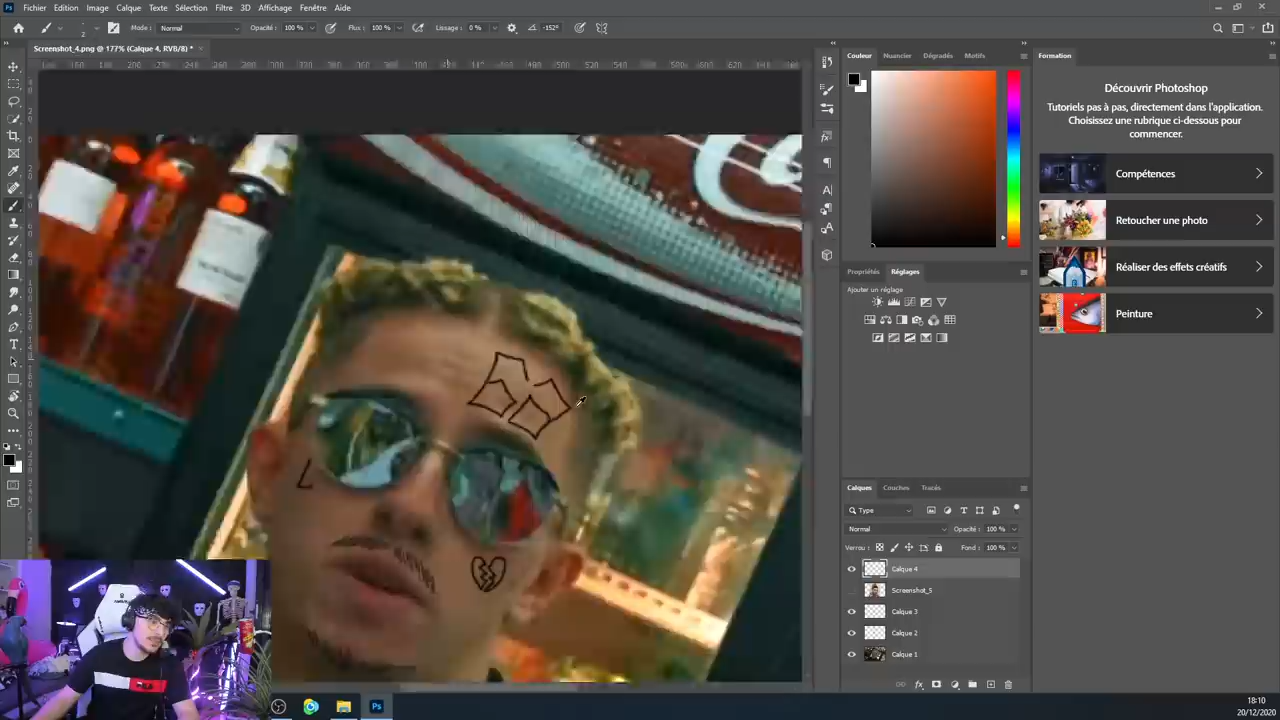 Fichier Edition Image Calque Texte Sélection Filtre 3D Affichage Fenêtre Aide
2 Mode : Normal Opacité : 100 % Flux : 100 % Lissage : 0 % -152°
Screenshot_4.png @ 177% (Calque 4, RVB/8) *
Couleur Nuancier Dégradés Motifs
Formation
Découvrir Photoshop
Tutoriels pas à pas, directement dans l'application.
Choisissez une rubrique ci-dessous pour
commencer.
Compétences
Retoucher une photo
Réaliser des effets créatifs
Peinture
Propriétés Réglages
Ajouter un réglage
Calques Couches Tracés
Type
Normal Opacité : 100 %
Verrou : Fond : 100 %
Calque 4
Screenshot_5
Calque 3
Calque 2
Calque 1
18:10
20/12/2020